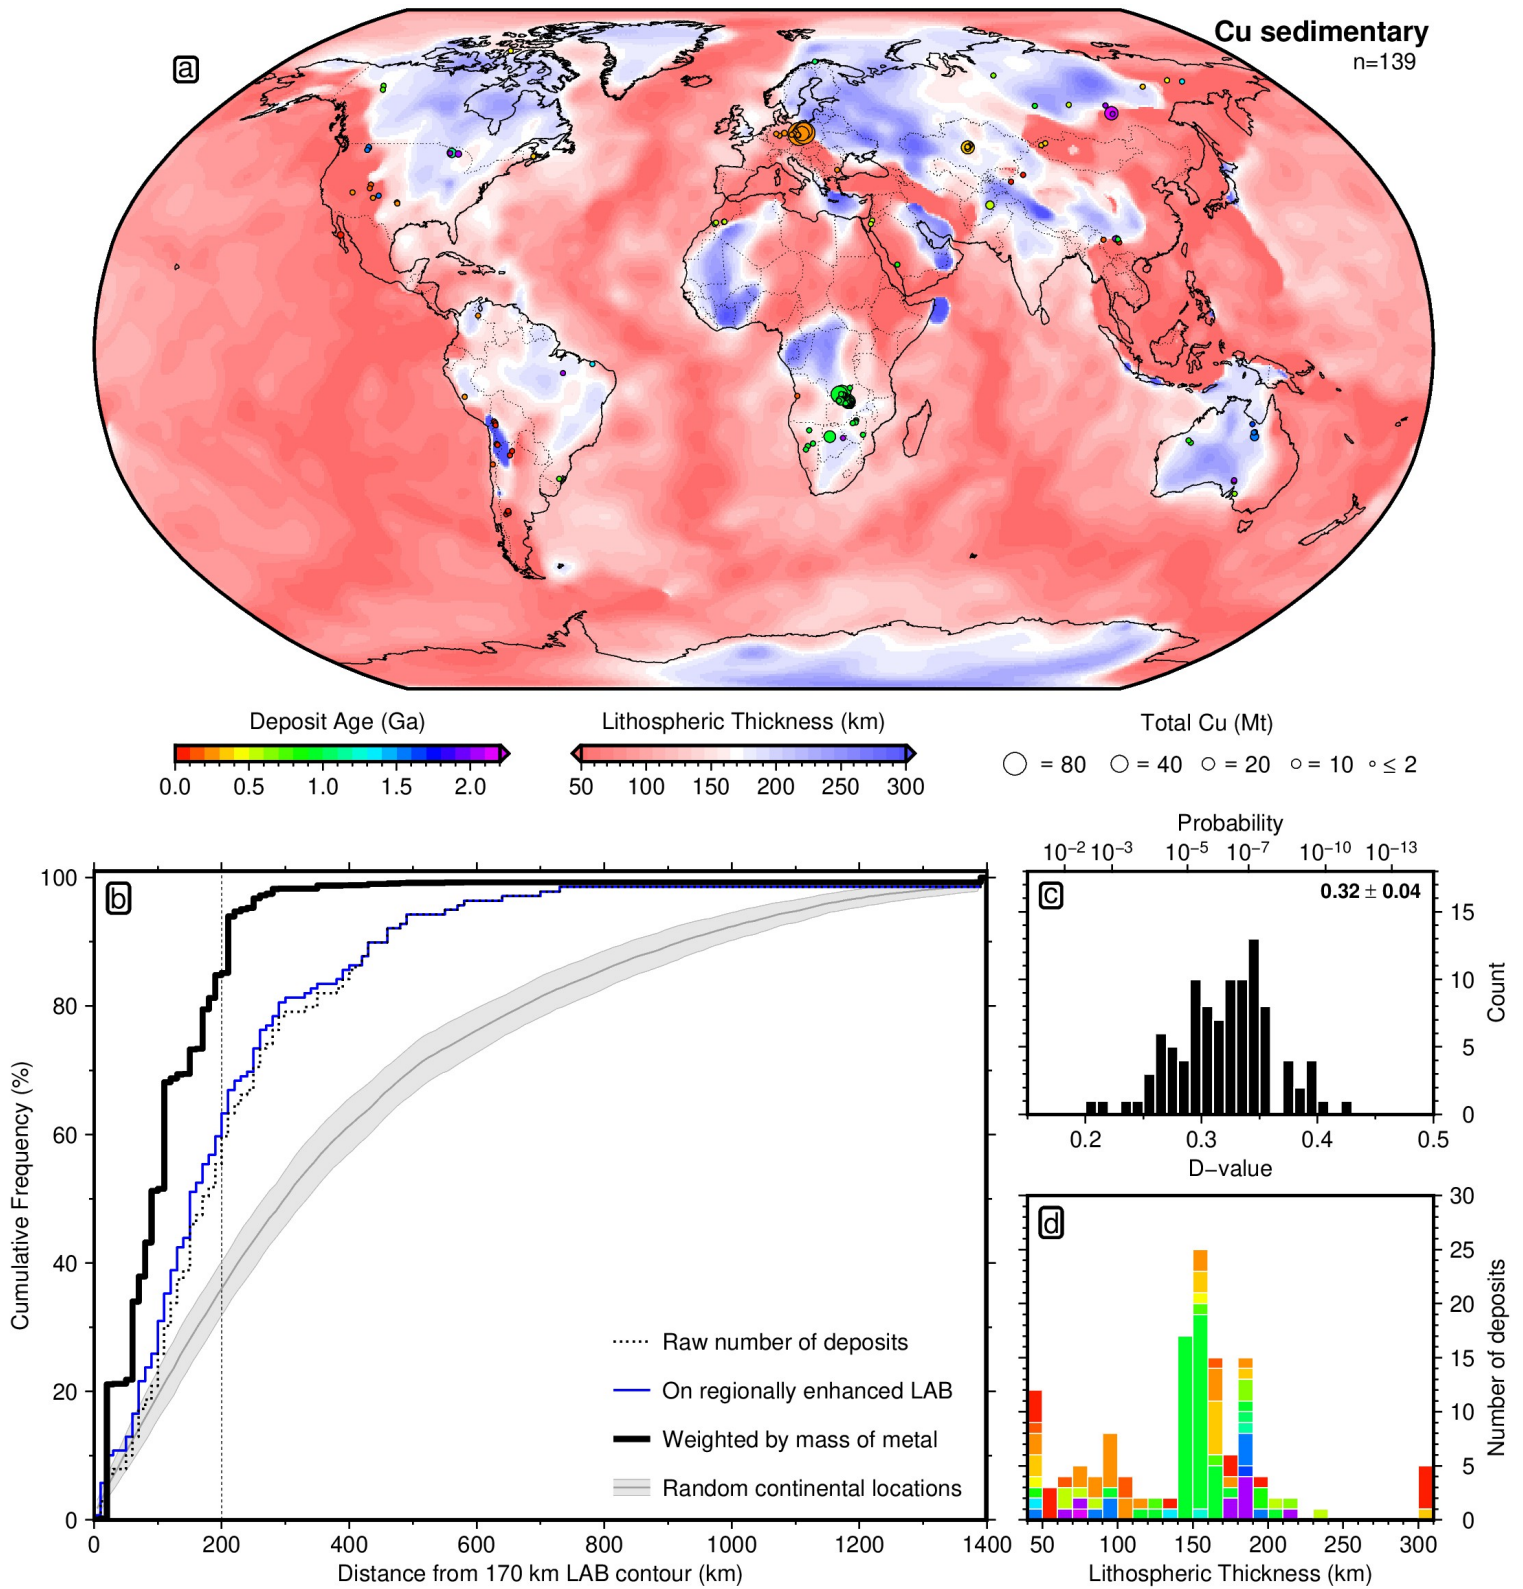 Cu sedimentary
n=139
a
Deposit Age (Ga)
0.0 0.5 1.0 1.5 2.0
Lithospheric Thickness (km)
50 100 150 200 250 300
Total Cu (Mt)
= 80 = 40 = 20 = 10 ≤ 2
b
Cumulative Frequency (%)
100
80
60
40
20
0
0 200 400 600 800 1000 1200 1400
Distance from 170 km LAB contour (km)
Raw number of deposits
On regionally enhanced LAB
Weighted by mass of metal
Random continental locations
Probability
10⁻² 10⁻³ 10⁻⁵ 10⁻⁷ 10⁻¹⁰ 10⁻¹³
c
0.32 ± 0.04
15
10
5
0
Count
0.2 0.3 0.4 0.5
D−value
d
30
25
20
15
10
5
0
Number of deposits
50 100 150 200 250 300
Lithospheric Thickness (km)